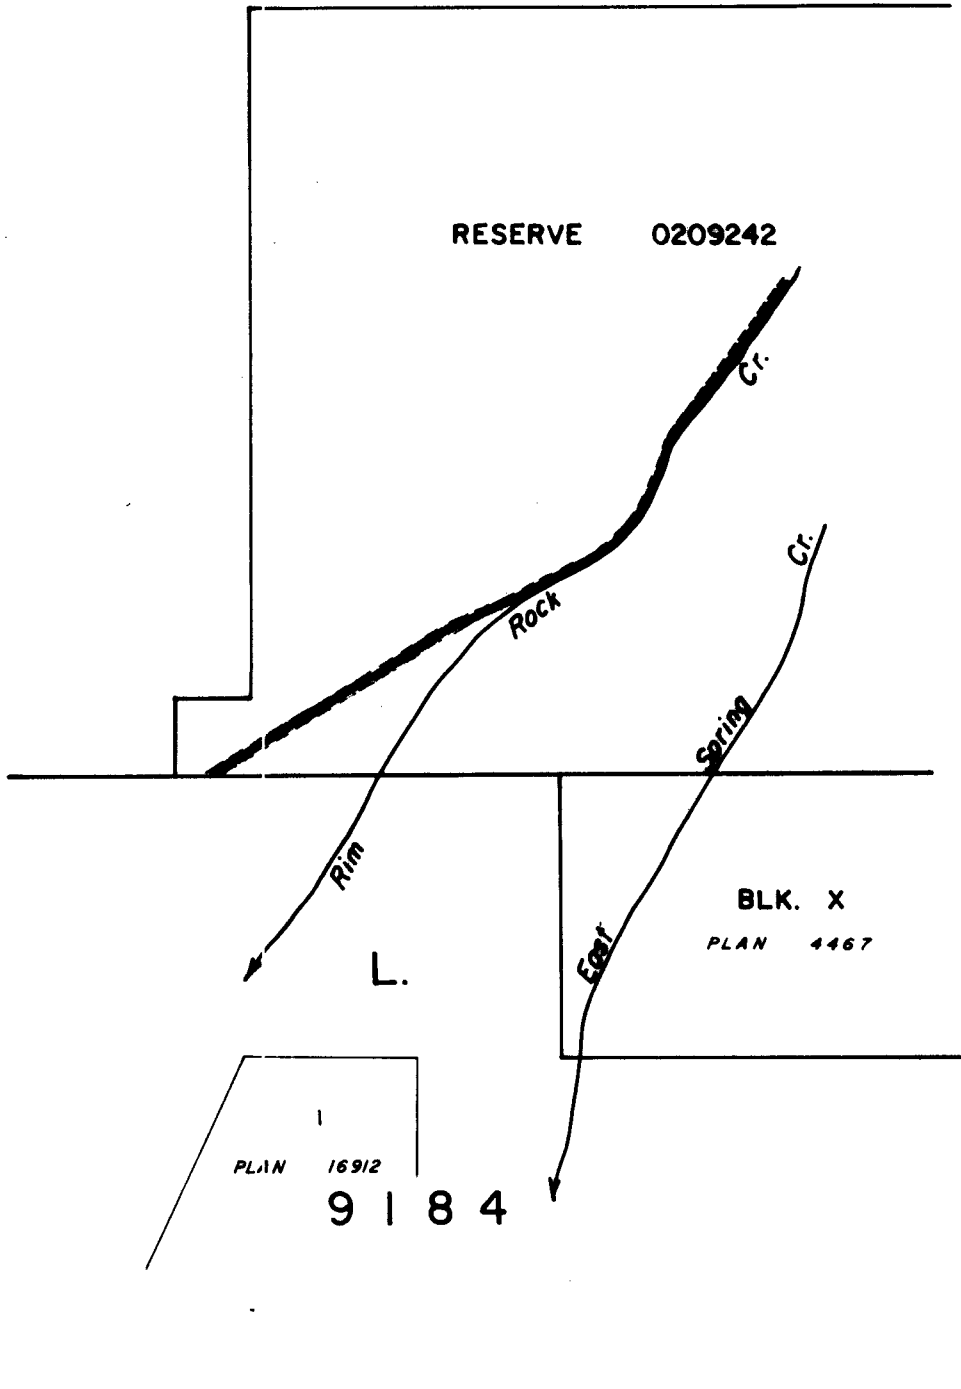 RESERVE 0209242
Rim Rock Cr.
East Spring Cr.
BLK. X
PLAN 4467
L.
1
PLAN 16912
9184